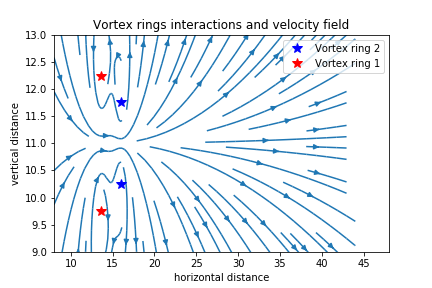 Vortex rings interactions and velocity field
Vortex ring 2
Vortex ring 1
vertical distance
13.0
12.5
12.0
11.5
11.0
10.5
10.0
9.5
9.0
10 15 20 25 30 35 40 45
horizontal distance